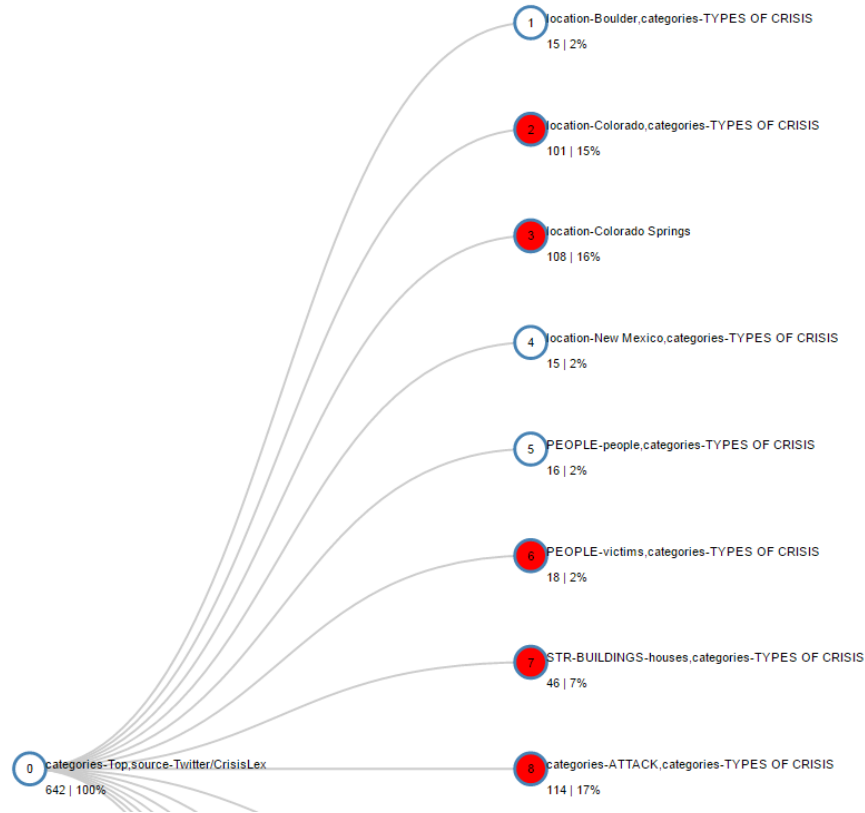 1
location-Boulder,categories-TYPES OF CRISIS
15 | 2%
2
location-Colorado,categories-TYPES OF CRISIS
101 | 15%
3
location-Colorado Springs
108 | 16%
4
location-New Mexico,categories-TYPES OF CRISIS
15 | 2%
5
PEOPLE-people,categories-TYPES OF CRISIS
16 | 2%
6
PEOPLE-victims,categories-TYPES OF CRISIS
18 | 2%
7
STR-BUILDINGS-houses,categories-TYPES OF CRISIS
46 | 7%
0
categories-Top,source-Twitter/CrisisLex
642 | 100%
8
categories-ATTACK,categories-TYPES OF CRISIS
114 | 17%